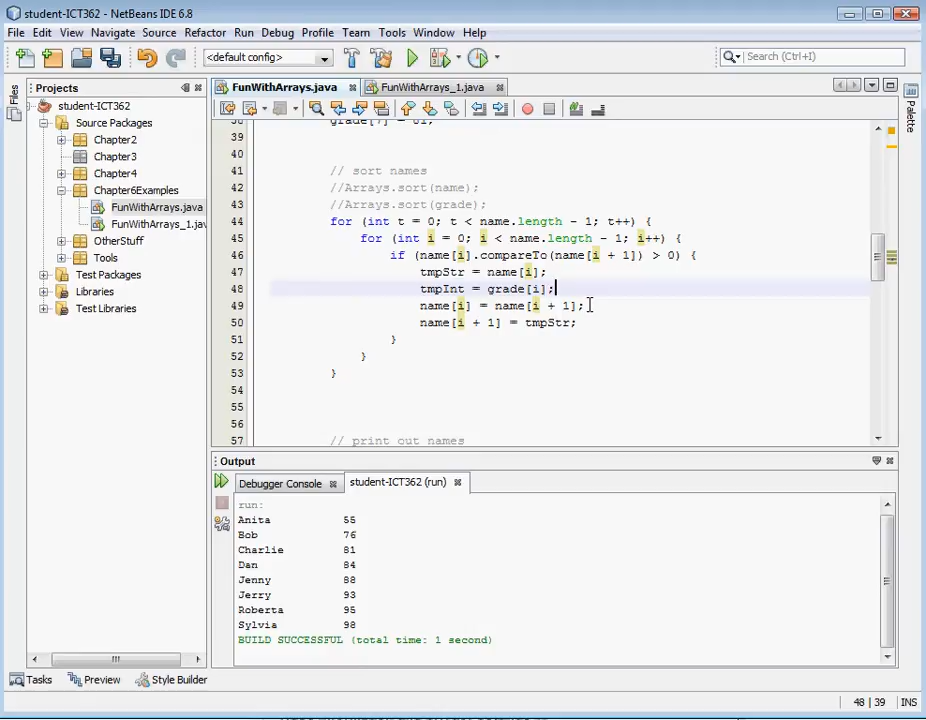 student-ICT362 - NetBeans IDE 6.8
File Edit View Navigate Source Refactor Run Debug Profile Team Tools Window Help
<default config>
Search (Ctrl+I)
Files
Projects
FunWithArrays.java
FunWithArrays_1.java
Palette
student-ICT362
Source Packages
Chapter2
Chapter3
Chapter4
Chapter6Examples
FunWithArrays.java
FunWithArrays_1.jav
OtherStuff
Tools
Test Packages
Libraries
Test Libraries
38 grade[7] = 81;
39
40
41 // sort names
42 //Arrays.sort(name);
43 //Arrays.sort(grade);
44 for (int t = 0; t < name.length - 1; t++) {
45 for (int i = 0; i < name.length - 1; i++) {
46 if (name[i].compareTo(name[i + 1]) > 0) {
47 tmpStr = name[i];
48 tmpInt = grade[i];
49 name[i] = name[i + 1];
50 name[i + 1] = tmpStr;
51 }
52 }
53 }
54
55
56
57 // print out names
Output
Debugger Console
student-ICT362 (run)
run:
Anita 55
Bob 76
Charlie 81
Dan 84
Jenny 88
Jerry 93
Roberta 95
Sylvia 98
BUILD SUCCESSFUL (total time: 1 second)
Tasks Preview Style Builder
48 | 39 INS